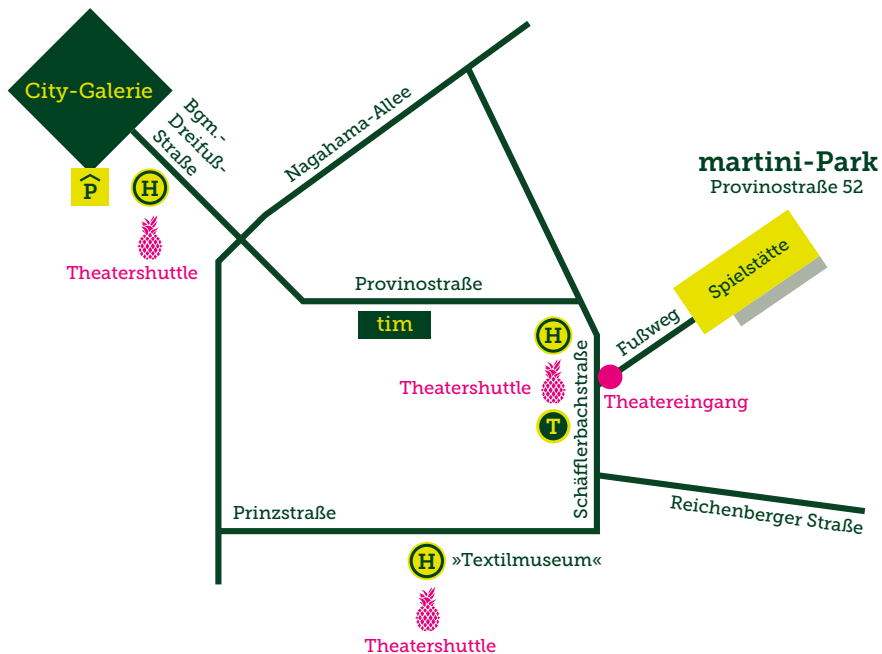 City-Galerie
Bgm.-
Dreifuß-
Straße
P
H
Theatershuttle
Nagahama-Allee
martini-Park
Provinostraße 52
Spielstätte
Fußweg
Provinostraße
tim
H
Theatershuttle
T
Schäfflerbachstraße
Theatereingang
Reichenberger Straße
Prinzstraße
H
»Textilmuseum«
Theatershuttle